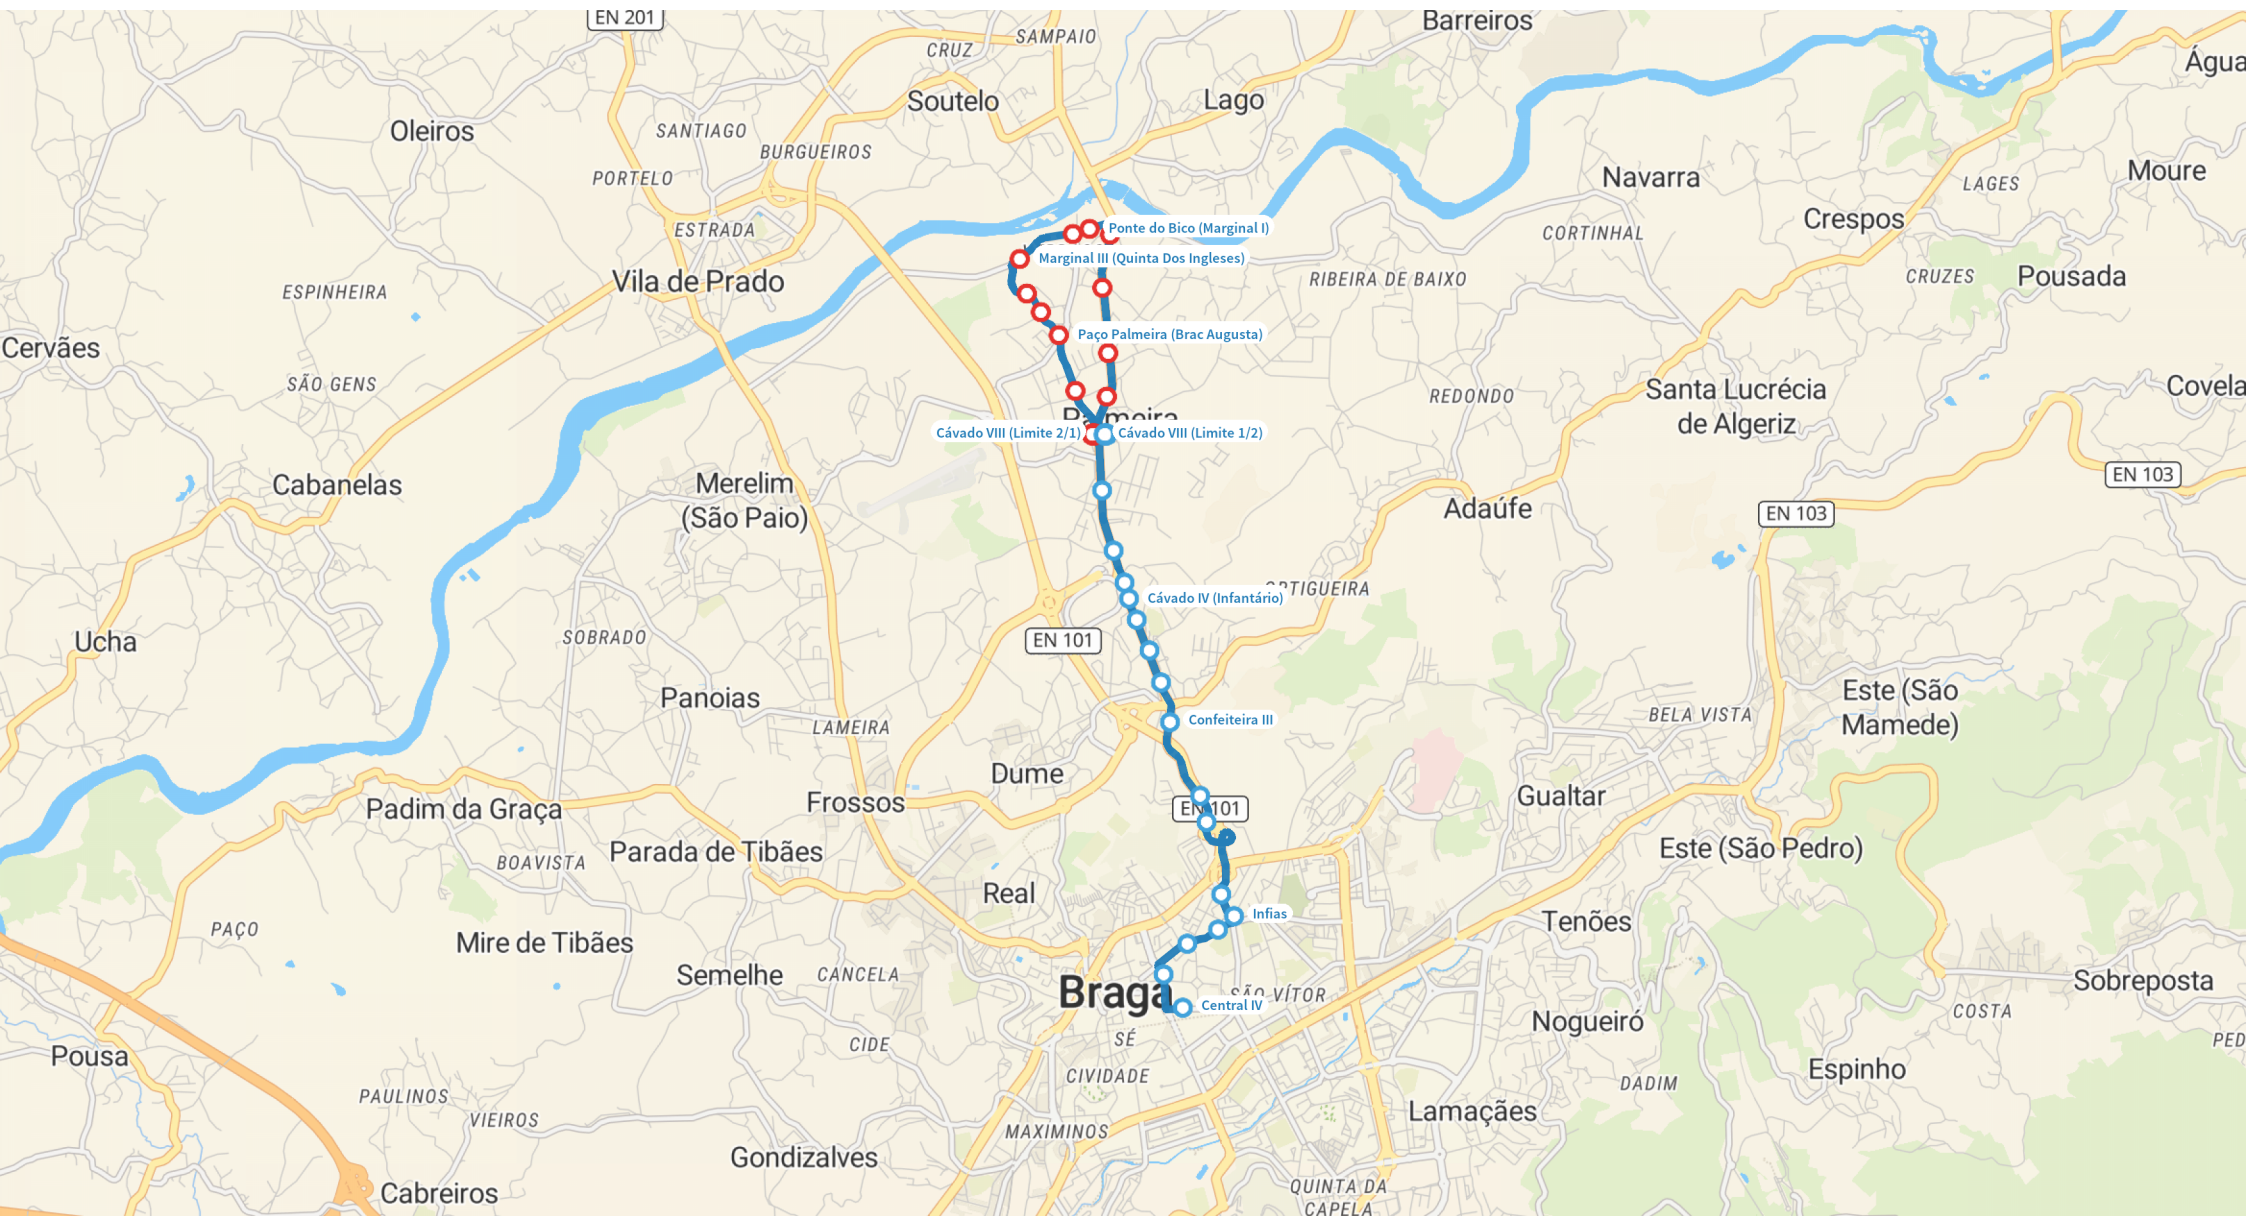 EN 201
Barreiros
SAMPAIO
CRUZ
Água
Soutelo
Lago
Oleiros
SANTIAGO
BURGUEIROS
PORTELO
Navarra
Moure
LAGES
Crespos
ESTRADA
Ponte do Bico (Marginal I)
CORTINHAL
Marginal III (Quinta Dos Ingleses)
Vila de Prado
RIBEIRA DE BAIXO
CRUZES
Pousada
ESPINHEIRA
Paço Palmeira (Brac Augusta)
Cervães
SÃO GENS
REDONDO
Santa Lucrécia
de Algeriz
Covela
Palmeira
Cávado VIII (Limite 2/1)
Cávado VIII (Limite 1/2)
EN 103
Cabanelas
Merelim
(São Paio)
Adaúfe
EN 103
ORTIGUEIRA
Cávado IV (Infantário)
Ucha
SOBRADO
EN 101
Panoias
LAMEIRA
Confeiteira III
BELA VISTA
Este (São
Mamede)
Dume
Frossos
EN 101
Gualtar
Padim da Graça
BOAVISTA
Parada de Tibães
Este (São Pedro)
Real
Infias
PAÇO
Mire de Tibães
Tenões
Semelhe
CANCELA
Braga
SÃO VÍTOR
Central IV
Sobreposta
COSTA
Nogueiró
SÉ
CIDE
PED
Pousa
CIVIDADE
Espinho
DADIM
PAULINOS
VIEIROS
Lamaçães
MAXIMINOS
Gondizalves
Cabreiros
QUINTA DA
CAPELA